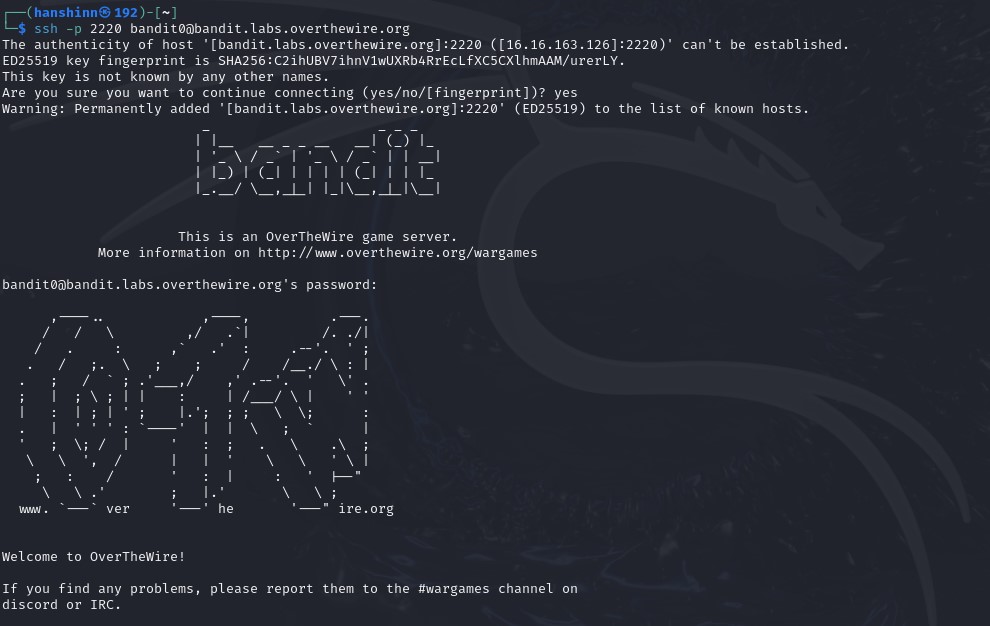 ┌──(hanshinn㉿192)-[~]
└─$ ssh -p 2220 bandit0@bandit.labs.overthewire.org
The authenticity of host '[bandit.labs.overthewire.org]:2220 ([16.16.163.126]:2220)' can't be established.
ED25519 key fingerprint is SHA256:C2ihUBV7ihnV1wUXRb4RrEcLfXC5CXlhmAAM/urerLY.
This key is not known by any other names.
Are you sure you want to continue connecting (yes/no/[fingerprint])? yes
Warning: Permanently added '[bandit.labs.overthewire.org]:2220' (ED25519) to the list of known hosts.
bandit
This is an OverTheWire game server.
More information on http://www.overthewire.org/wargames
bandit0@bandit.labs.overthewire.org's password:
www. ver he ire.org
Welcome to OverTheWire!
If you find any problems, please report them to the #wargames channel on
discord or IRC.